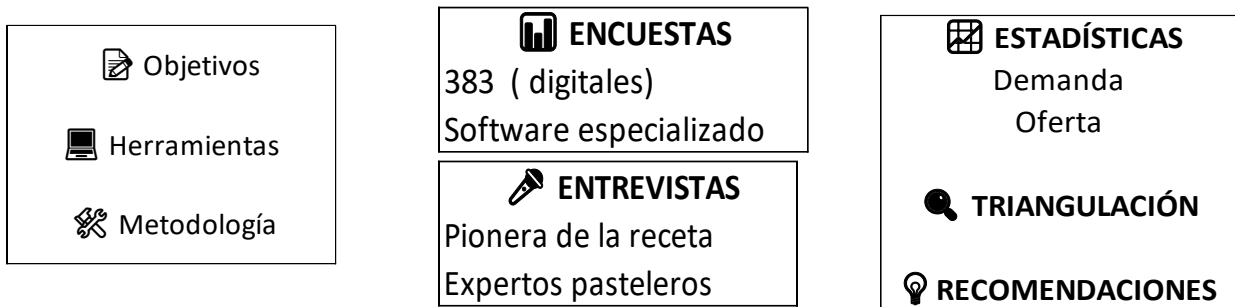 Objetivos
Herramientas
Metodología
ENCUESTAS
383 ( digitales)
Software especializado
ENTREVISTAS
Pionera de la receta
Expertos pasteleros
ESTADÍSTICAS
Demanda
Oferta
TRIANGULACIÓN
RECOMENDACIONES